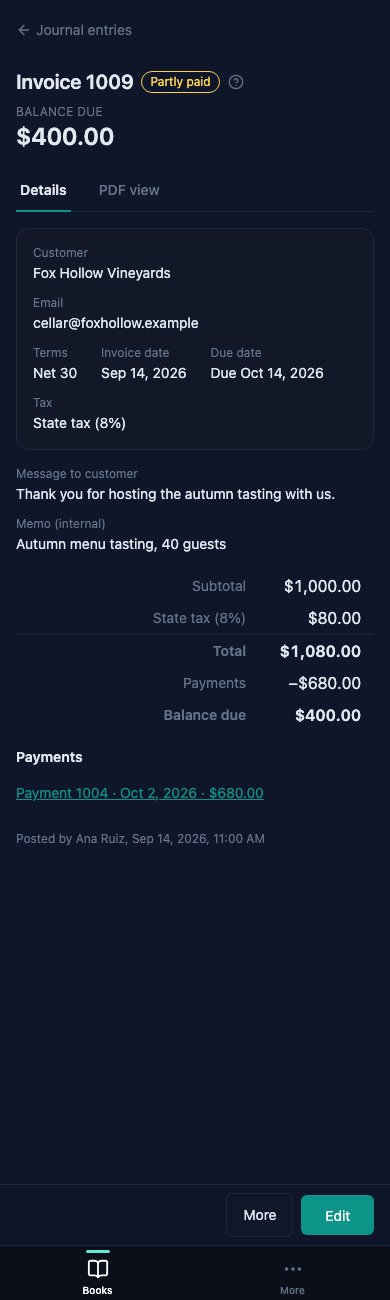 Journal entries
Invoice 1009 Partly paid
BALANCE DUE
$400.00
Details PDF view
Customer
Fox Hollow Vineyards
Email
cellar@foxhollow.example
Terms Invoice date Due date
Net 30 Sep 14, 2026 Due Oct 14, 2026
Tax
State tax (8%)
Message to customer
Thank you for hosting the autumn tasting with us.
Memo (internal)
Autumn menu tasting, 40 guests
Subtotal $1,000.00
State tax (8%) $80.00
Total $1,080.00
Payments –$680.00
Balance due $400.00
Payments
Payment 1004 · Oct 2, 2026 · $680.00
Posted by Ana Ruiz, Sep 14, 2026, 11:00 AM
More Edit
Books More